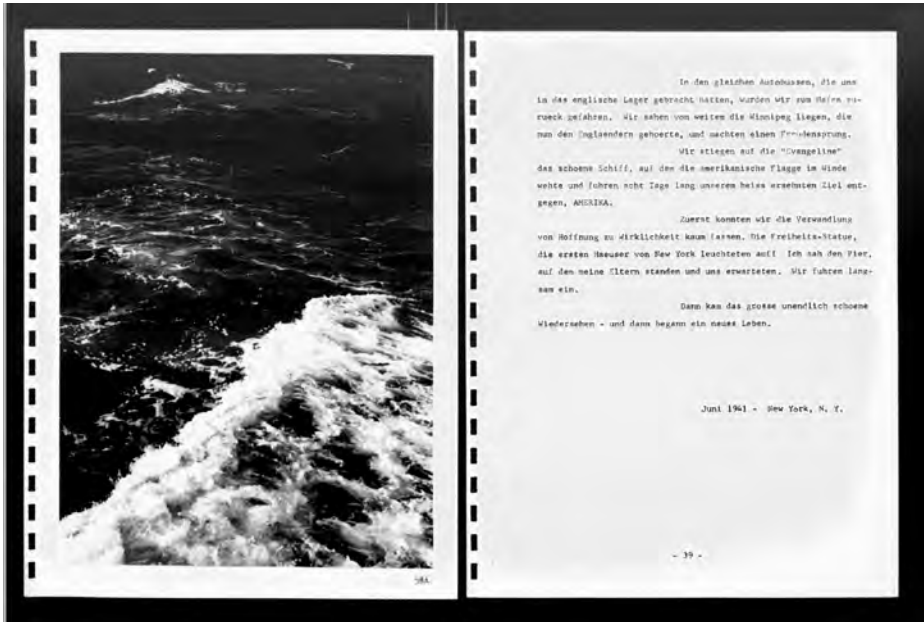 In den gleichen Autobussen, die uns
in das englische Lager gebracht hatten, wurden wir zum Hafen zu-
rueck gefahren. Wir sahen von weitem die Winnipeg liegen, die
nun den Englaendern gehoerte, und machten einen Freudensprung.
Wir stiegen auf die "Evangeline"
das schoene Schiff, auf dem die amerikanische Flagge im Winde
wehte und fuhren acht Tage lang unserem heiss ersehnten Ziel ent-
gegen, AMERIKA.
Zuerst konnten wir die Verwandlung
von Hoffnung zu Wirklichkeit kaum fassen. Die Freiheits-Statue,
die ersten Haeuser von New York leuchteten auf! Ich sah den Pier,
auf dem meine Eltern standen und uns erwarteten. Wir fuhren lang-
sam ein.
Dann kam das grosse unendlich schoene
Wiedersehen - und dann begann ein neues Leben.
Juni 1941 - New York, N. Y.
- 39 -